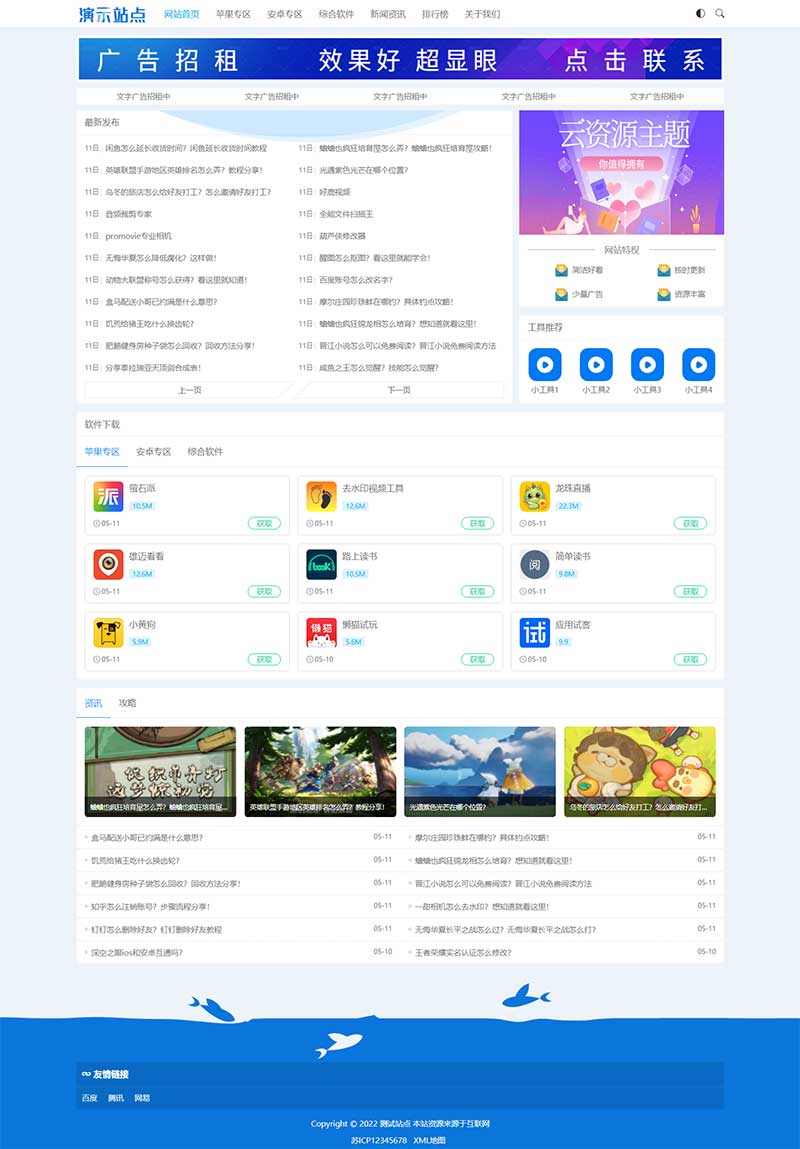 演示站点 网站首页 苹果专区 安卓专区 综合软件 新闻资讯 排行榜 关于我们
广告招租 效果好 超显眼 点击联系
文字广告招租中 文字广告招租中 文字广告招租中 文字广告招租中 文字广告招租中
最新发布
11日 闲鱼怎么延长收货时间？闲鱼延长收货时间教程
11日 蛐蛐也疯狂培育屋怎么弄？蛐蛐也疯狂培育屋攻略！
11日 英雄联盟手游地区英雄排名怎么弄？教程分享！
11日 光遇紫色光芒在哪个位置？
11日 乌冬的旅店怎么给好友打工？怎么邀请好友打工？
11日 好鹿视频
11日 音频裁剪专家
11日 全能文件扫描王
11日 promovie专业相机
11日 葫芦侠修改器
11日 无悔华夏怎么降低腐化？这样做！
11日 醒图怎么抠图？看这里就能学会！
11日 动物大联盟称号怎么获得？看这里就知道！
11日 百度账号怎么改名字？
11日 盒马配送小哥已约满是什么意思？
11日 摩尔庄园珍珠蚌在哪钓？具体钓点攻略！
11日 饥荒给猪王吃什么换齿轮？
11日 蛐蛐也疯狂锦龙相怎么培育？想知道就看这里！
11日 肥鹅健身房种子袋怎么回收？回收方法分享！
11日 晋江小说怎么可以免费阅读？晋江小说免费阅读方法
11日 分享泰拉瑞亚天顶剑合成表！
11日 咸鱼之王怎么觉醒？技能怎么觉醒？
上一页 下一页
云资源主题
你值得拥有
网站特权
简洁好看 按时更新
少量广告 资源丰富
工具推荐
小工具1 小工具2 小工具3 小工具4
软件下载
苹果专区 安卓专区 综合软件
派 萤石派
10.5M
05-11 获取
去水印视频工具
12.6M
05-11 获取
龙珠直播
22.3M
05-11 获取
雄迈看看
12.6M
05-11 获取
book 路上读书
10.5M
05-11 获取
阅 简单读书
9.8M
05-11 获取
小黄狗
5.9M
05-11 获取
懒猫 懒猫试玩
5.6M
05-10 获取
试 应用试客
9.9
05-10 获取
资讯 攻略
蛐蛐也疯狂培育屋怎么弄？蛐蛐也疯狂培育屋...
英雄联盟手游地区英雄排名怎么弄？教程分享！
光遇紫色光芒在哪个位置？
乌冬的旅店怎么给好友打工？怎么邀请好友打...
盒马配送小哥已约满是什么意思？ 05-11
摩尔庄园珍珠蚌在哪钓？具体钓点攻略！ 05-11
饥荒给猪王吃什么换齿轮？ 05-11
蛐蛐也疯狂锦龙相怎么培育？想知道就看这里！ 05-11
肥鹅健身房种子袋怎么回收？回收方法分享！ 05-11
晋江小说怎么可以免费阅读？晋江小说免费阅读方法 05-11
知乎怎么注销账号？步骤流程分享！ 05-11
一甜相机怎么去水印？想知道就看这里！ 05-11
钉钉怎么删除好友？钉钉删除好友教程 05-11
无悔华夏长平之战怎么过？无悔华夏长平之战怎么打？ 05-11
深空之眼ios和安卓互通吗？ 05-10
王者荣耀实名认证怎么修改？ 05-10
友情链接
百度 腾讯 网易
Copyright © 2022 测试站点 本站资源来源于互联网
苏ICP12345678 XML地图